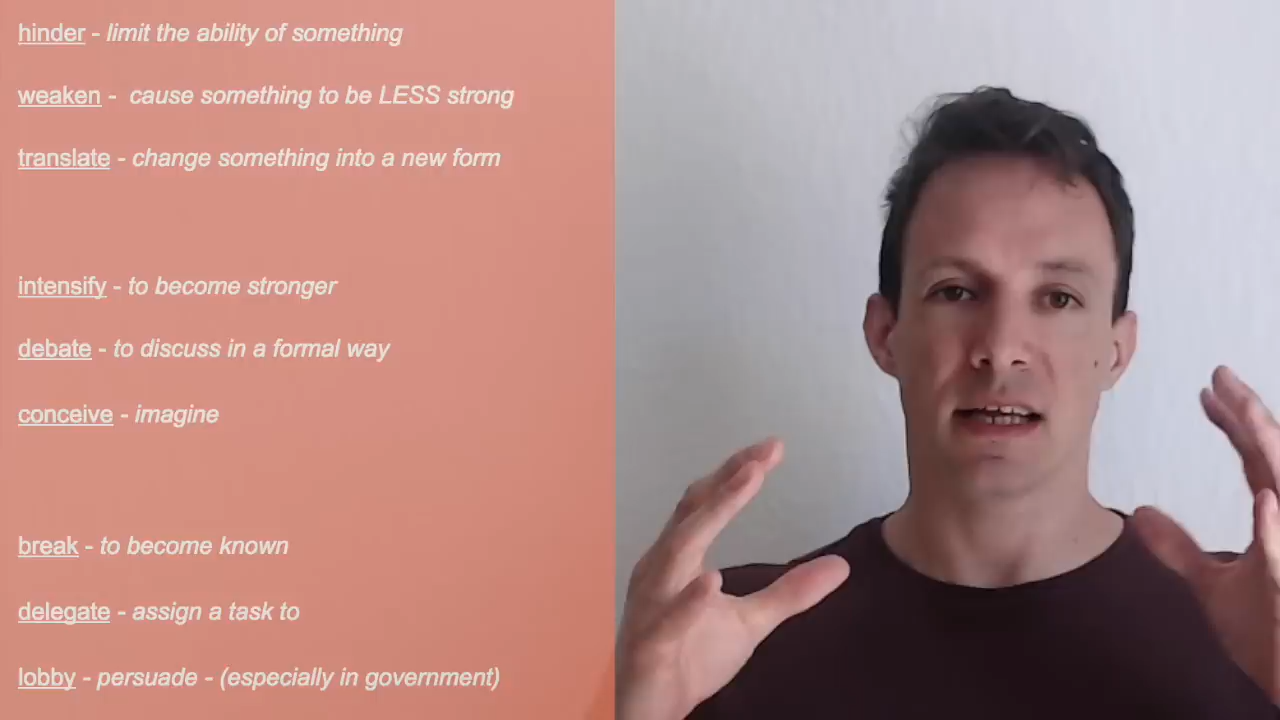 hinder - limit the ability of something
weaken - cause something to be LESS strong
translate - change something into a new form
intensify - to become stronger
debate - to discuss in a formal way
conceive - imagine
break - to become known
delegate - assign a task to
lobby - persuade - (especially in government)